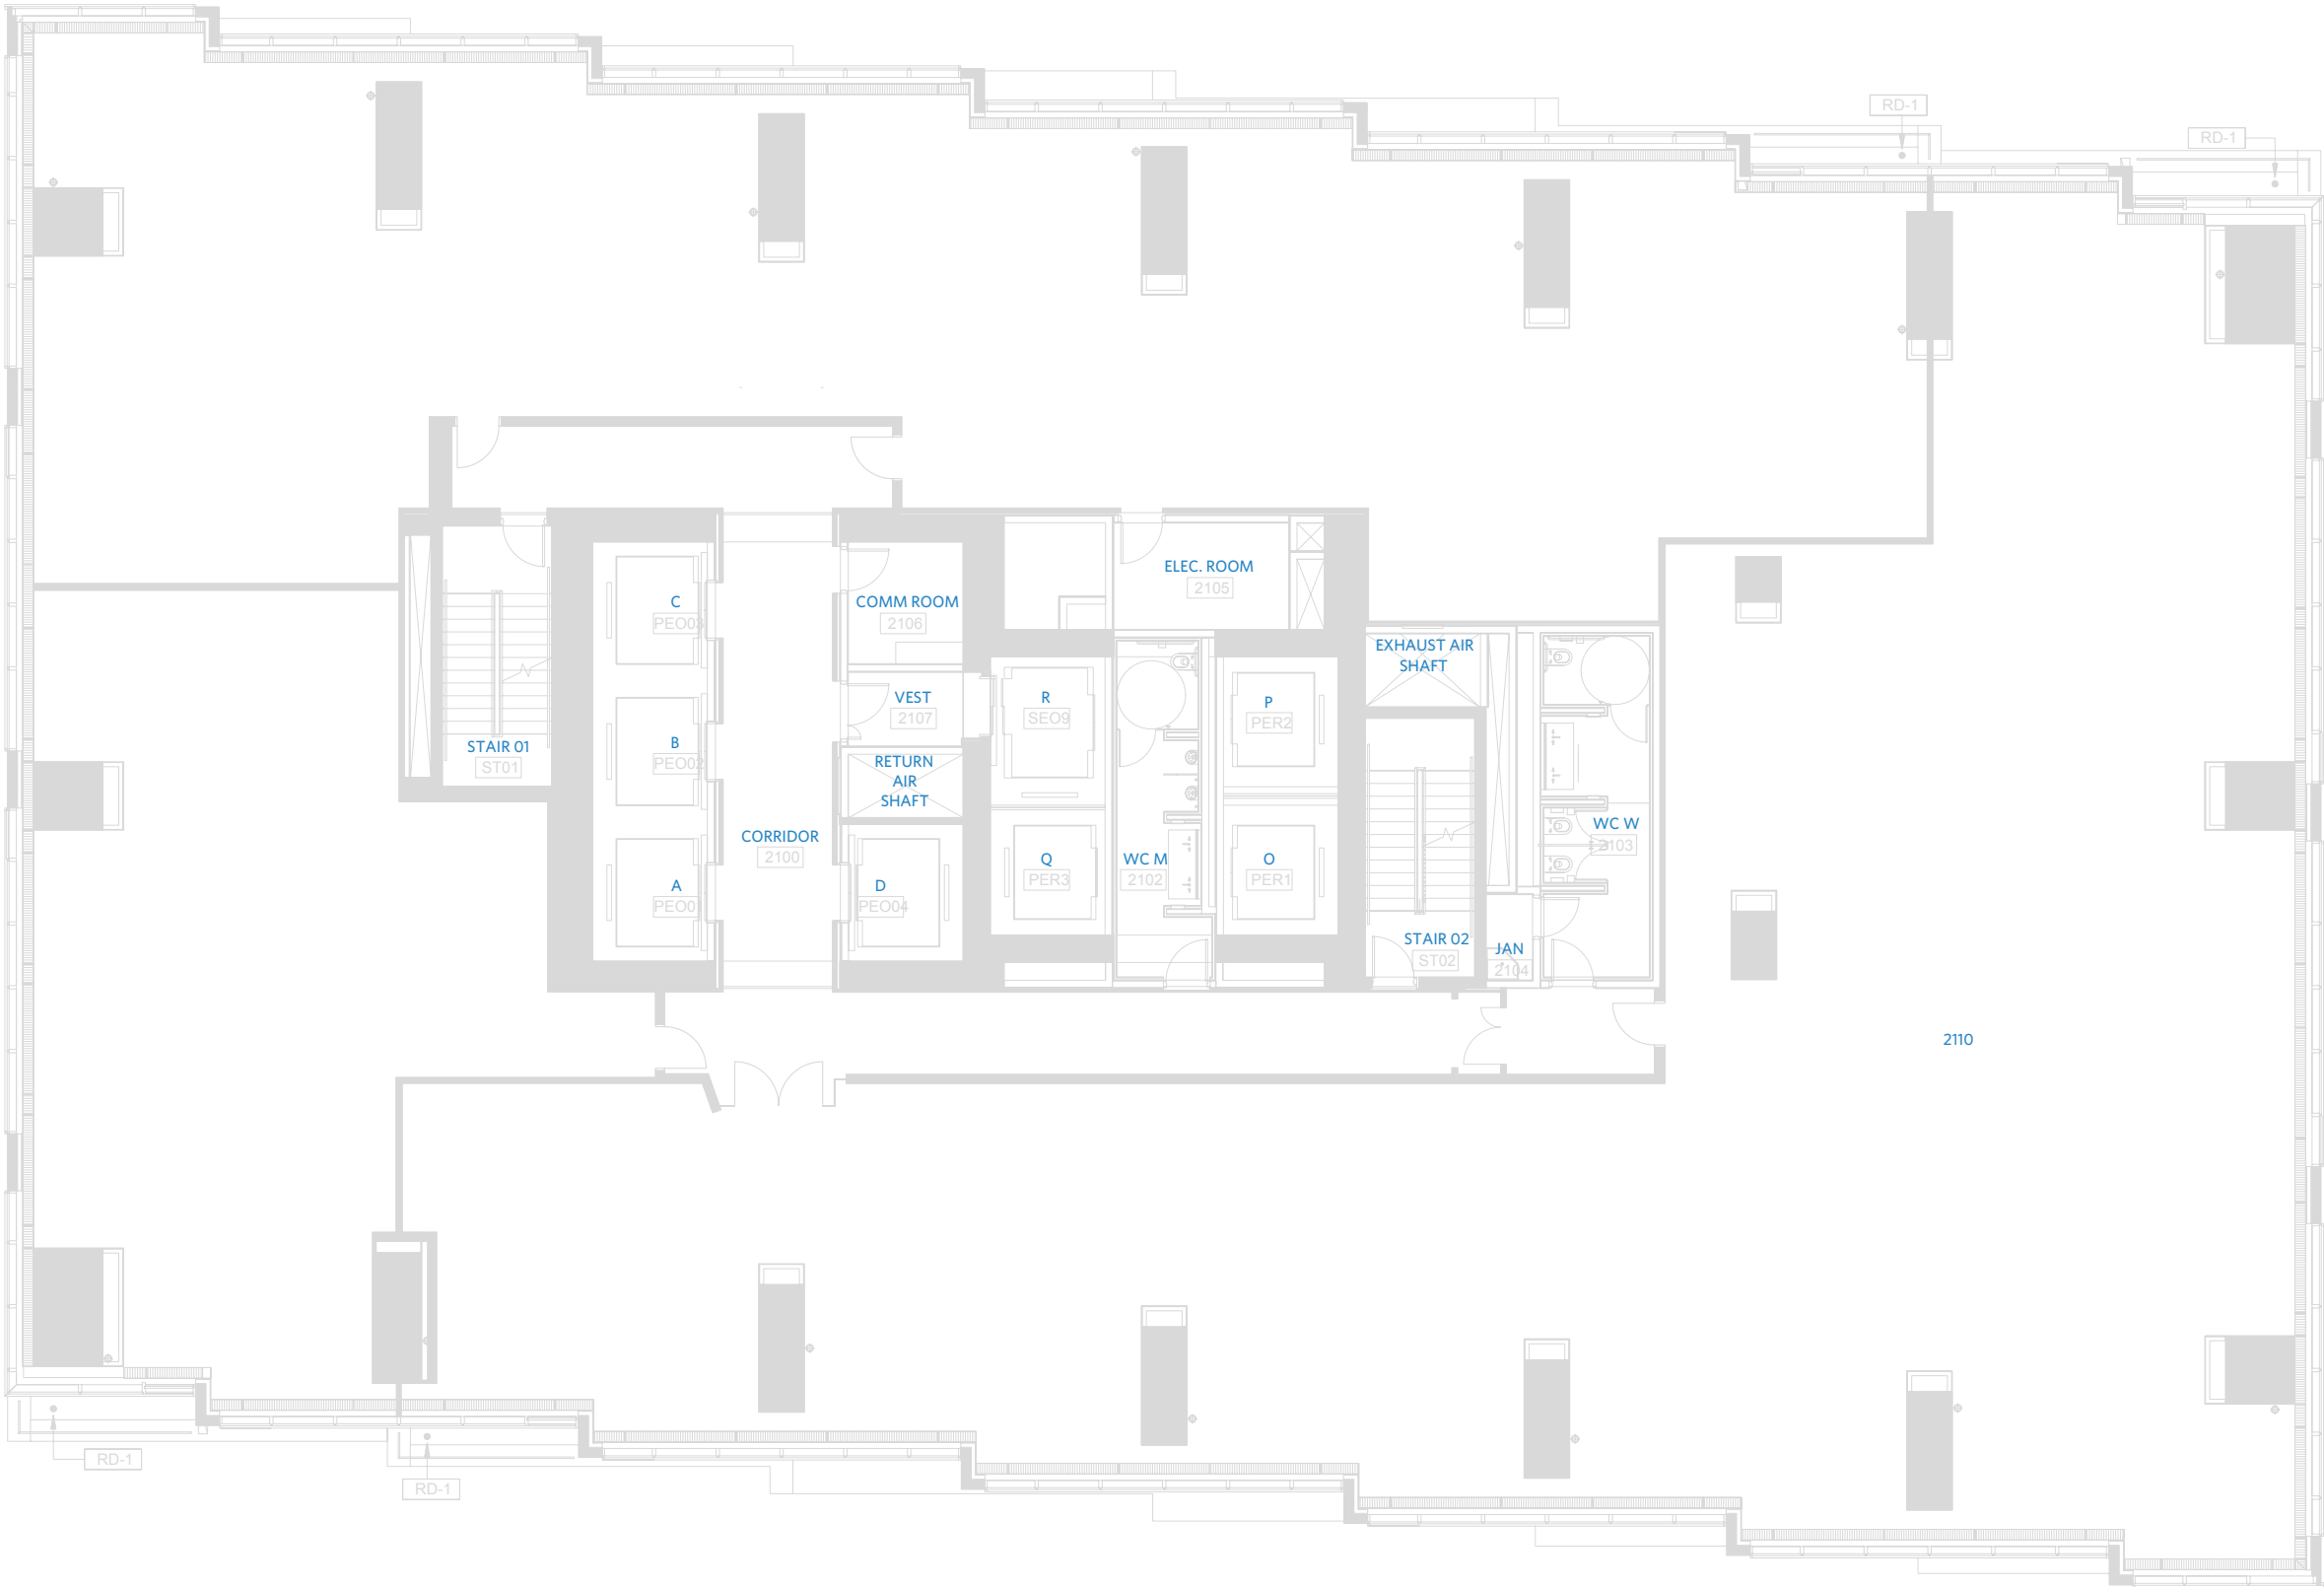 RD-1
RD-1
ELEC. ROOM
2105
C
PEO03
COMM ROOM
2106
EXHAUST AIR
SHAFT
VEST
2107
R
SEO9
P
PER2
STAIR 01
ST01
B
PEO02
RETURN
AIR
SHAFT
CORRIDOR
2100
WC W
2103
A
PEO01
D
PEO04
Q
PER3
WC M
2102
O
PER1
STAIR 02
ST02
JAN
2104
2110
RD-1
RD-1